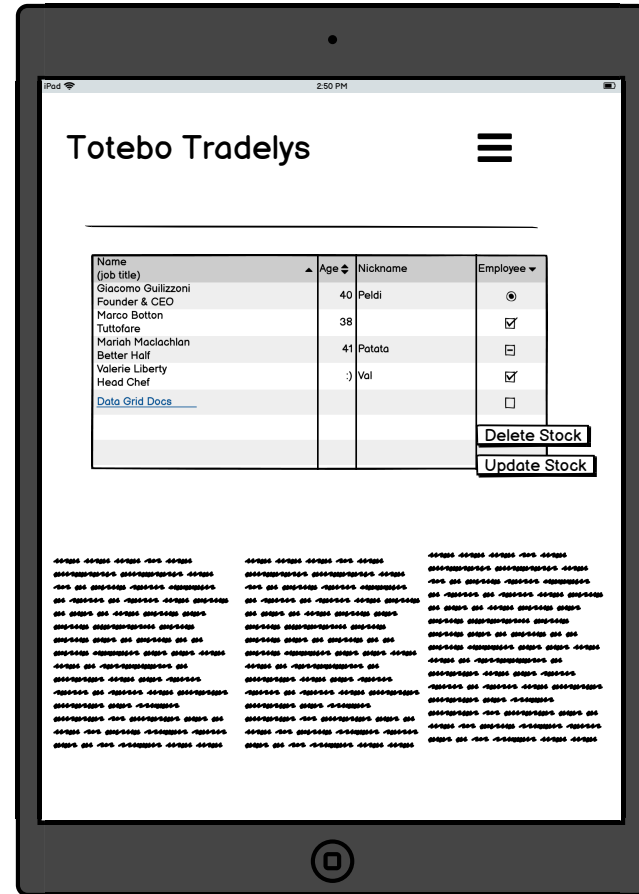 iPad
2:50 PM
Totebo Tradelys
Name
(job title)
Age
Nickname
Employee
Giacomo Guilizzoni
Founder & CEO
40
Peldi
Marco Botton
Tuttofare
38
Mariah Maclachlan
Better Half
41
Patata
Valerie Liberty
Head Chef
:)
Val
Data Grid Docs
Delete Stock
Update Stock